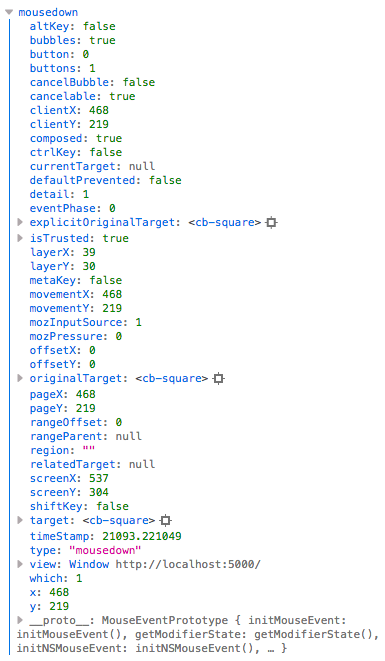 mousedown
altKey: false
bubbles: true
button: 0
buttons: 1
cancelBubble: false
cancelable: true
clientX: 468
clientY: 219
composed: true
ctrlKey: false
currentTarget: null
defaultPrevented: false
detail: 1
eventPhase: 0
explicitOriginalTarget: <cb-square>
isTrusted: true
layerX: 39
layerY: 30
metaKey: false
movementX: 468
movementY: 219
mozInputSource: 1
mozPressure: 0
offsetX: 0
offsetY: 0
originalTarget: <cb-square>
pageX: 468
pageY: 219
rangeOffset: 0
rangeParent: null
region: ""
relatedTarget: null
screenX: 537
screenY: 304
shiftKey: false
target: <cb-square>
timeStamp: 21093.221049
type: "mousedown"
view: Window http://localhost:5000/
which: 1
x: 468
y: 219
__proto__: MouseEventPrototype { initMouseEvent:
initMouseEvent(), getModifierState: getModifierState(),
initNSMouseEvent: initNSMouseEvent(), … }